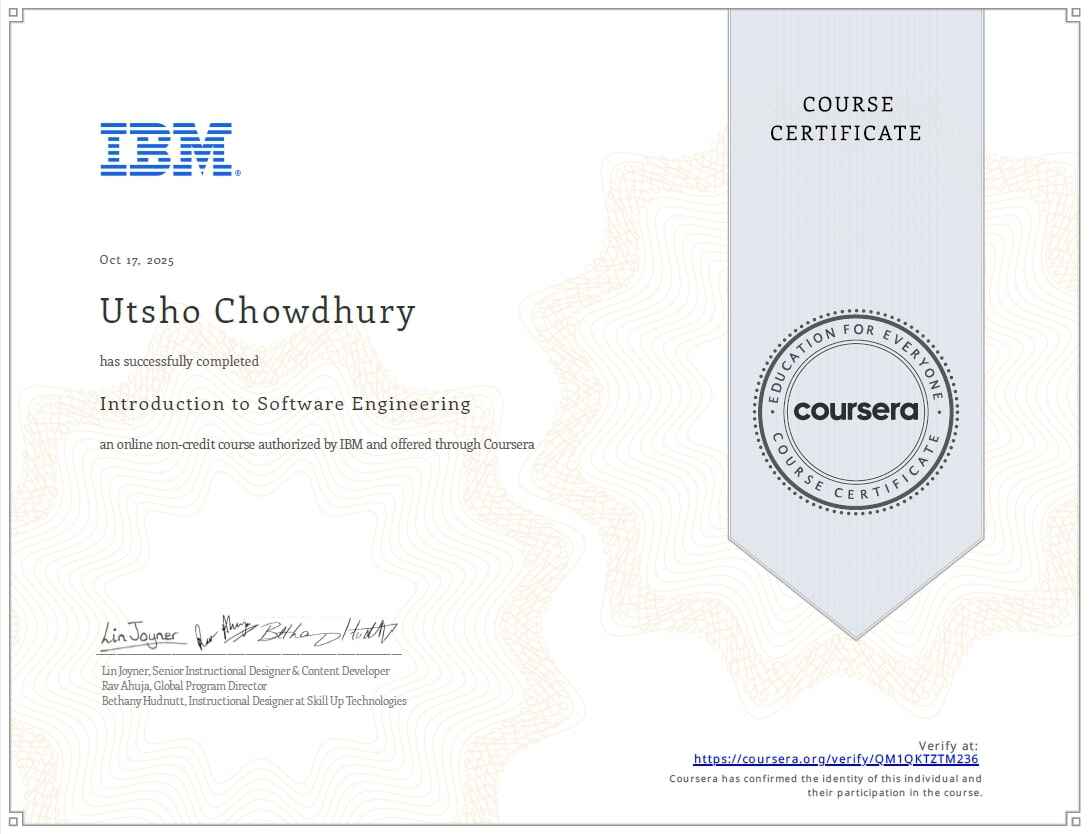 COURSE
CERTIFICATE
IBM®
Oct 17, 2025
Utsho Chowdhury
has successfully completed
Introduction to Software Engineering
an online non-credit course authorized by IBM and offered through Coursera
EDUCATION FOR EVERYONE
coursera
COURSE CERTIFICATE
Lin Joyner
Lin Joyner, Senior Instructional Designer & Content Developer
Rav Ahuja, Global Program Director
Bethany Hudnutt, Instructional Designer at Skill Up Technologies
Verify at:
https://coursera.org/verify/QM1QKTZTM236
Coursera has confirmed the identity of this individual and
their participation in the course.